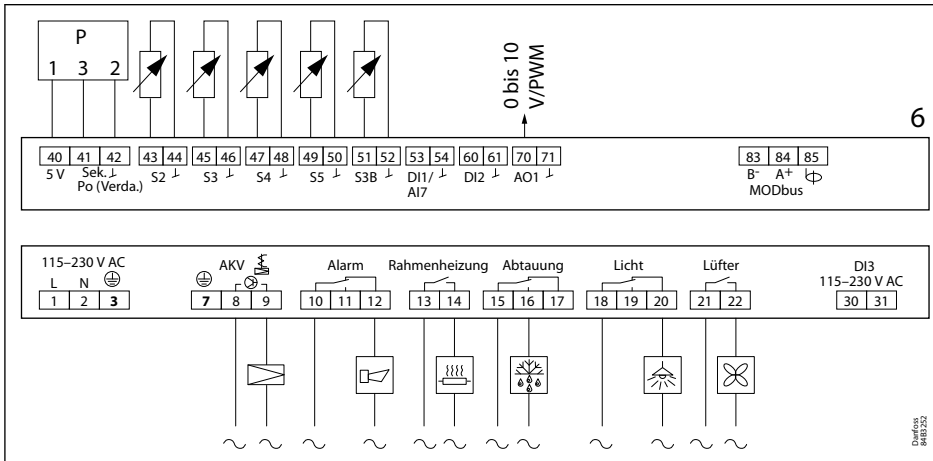 P
1 3 2
0 bis 10
V/PWM
6
40 41 42 43 44 45 46 47 48 49 50 51 52 53 54 60 61 70 71 83 84 85
5 V Sek. S2 S3 S4 S5 S3B DI1/ DI2 AO1 B- A+
Po (Verda.) AI7 MODbus
115–230 V AC AKV Alarm Rahmenheizung Abtauung Licht Lüfter DI3
115–230 V AC
L N
1 2 3 7 8 9 10 11 12 13 14 15 16 17 18 19 20 21 22 30 31
Danfoss
84B3252